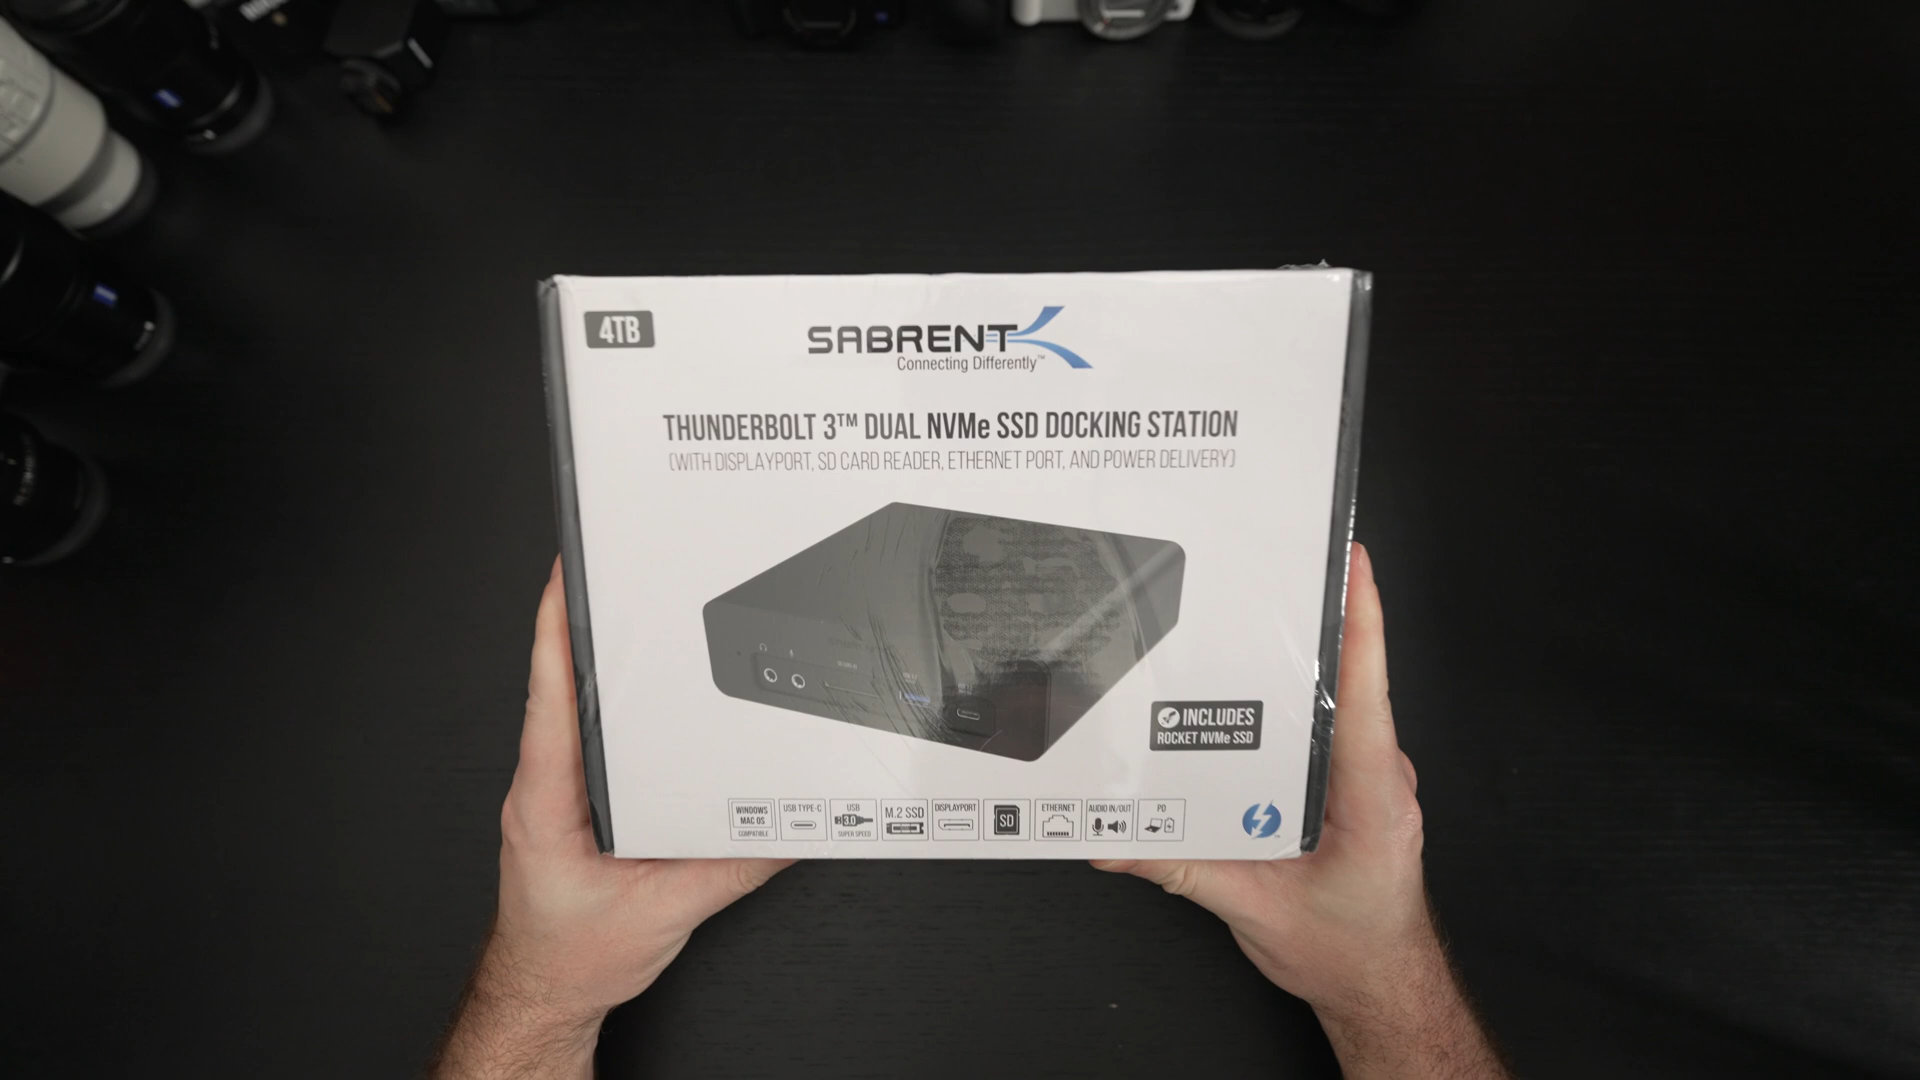 4TB
SABRENT
Connecting Differently™
THUNDERBOLT 3™ DUAL NVMe SSD DOCKING STATION
(WITH DISPLAYPORT, SD CARD READER, ETHERNET PORT, AND POWER DELIVERY)
INCLUDES
ROCKET NVMe SSD
WINDOWS
MAC OS
COMPATIBLE
USB TYPE-C
USB
3.0
SUPER SPEED
M.2 SSD
DISPLAYPORT
SD
ETHERNET
AUDIO IN/OUT
PD